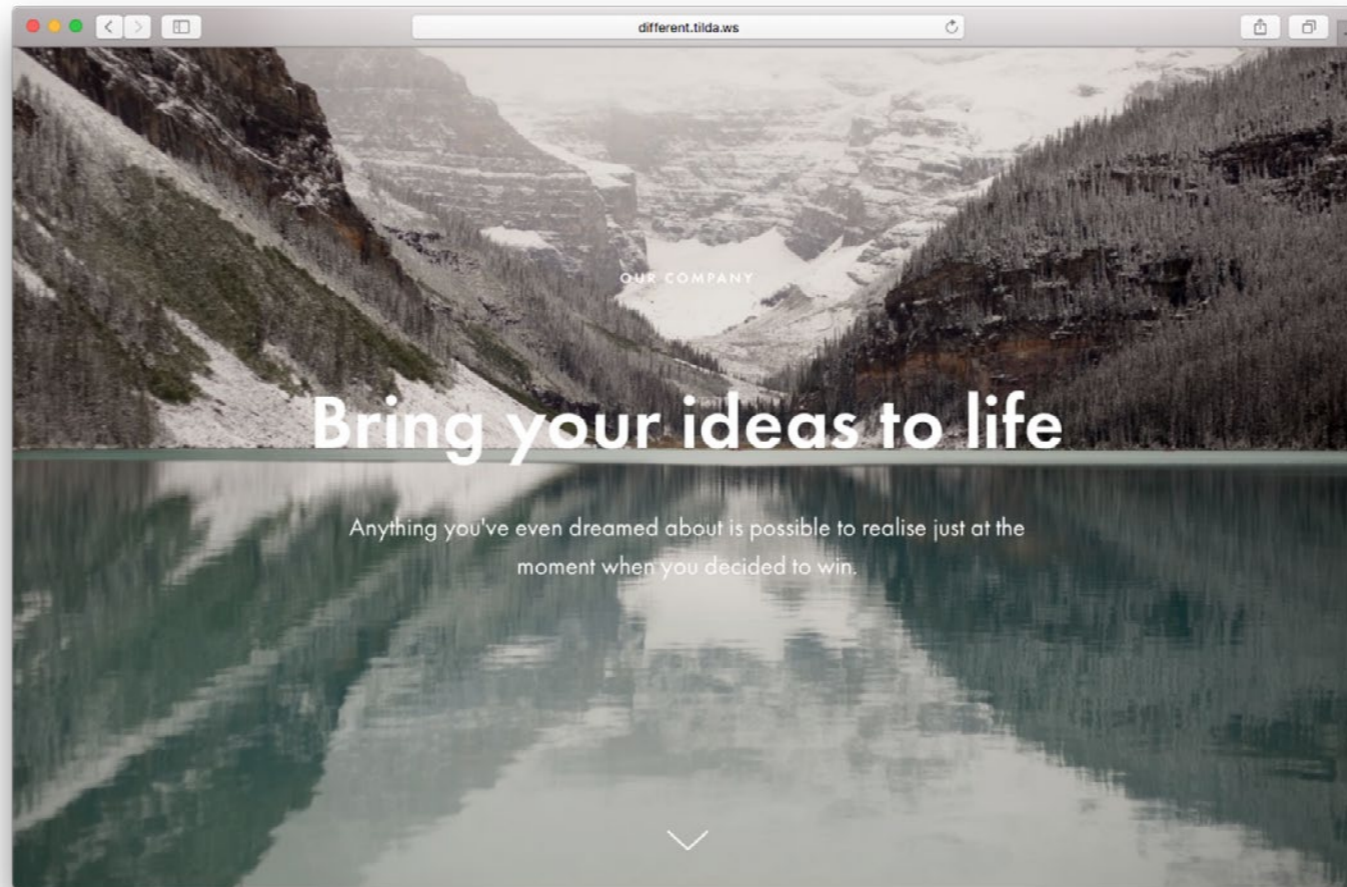 different.tilda.ws
OUR COMPANY
Bring your ideas to life
Anything you've even dreamed about is possible to realise just at the
moment when you decided to win.